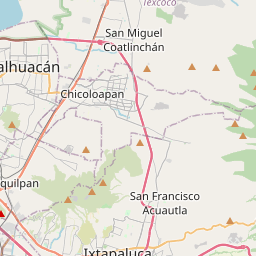 Texcoco
San Miguel
Coatlinchán
alhuacán
Chicoloapan
quilpan
San Francisco
Acuautla
Ixtapaluca